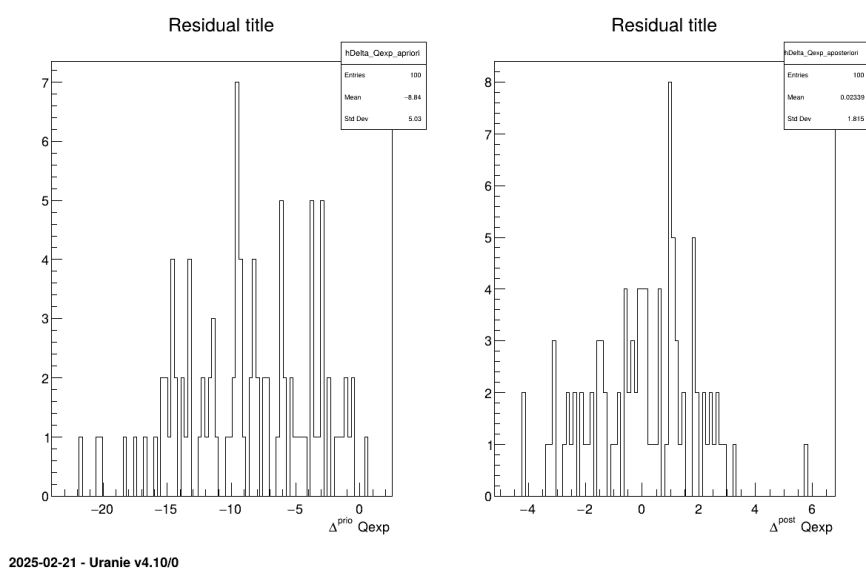 Residual title
hDelta_Qexp_apriori
Entries 100
Mean −8.84
Std Dev 5.03
7
6
5
4
3
2
1
0
−20 −15 −10 −5 0
Δprio Qexp
Residual title
hDelta_Qexp_aposteriori
Entries 100
Mean 0.02339
Std Dev 1.815
8
7
6
5
4
3
2
1
0
−4 −2 0 2 4 6
Δpost Qexp
2025-02-21 - Uranie v4.10/0